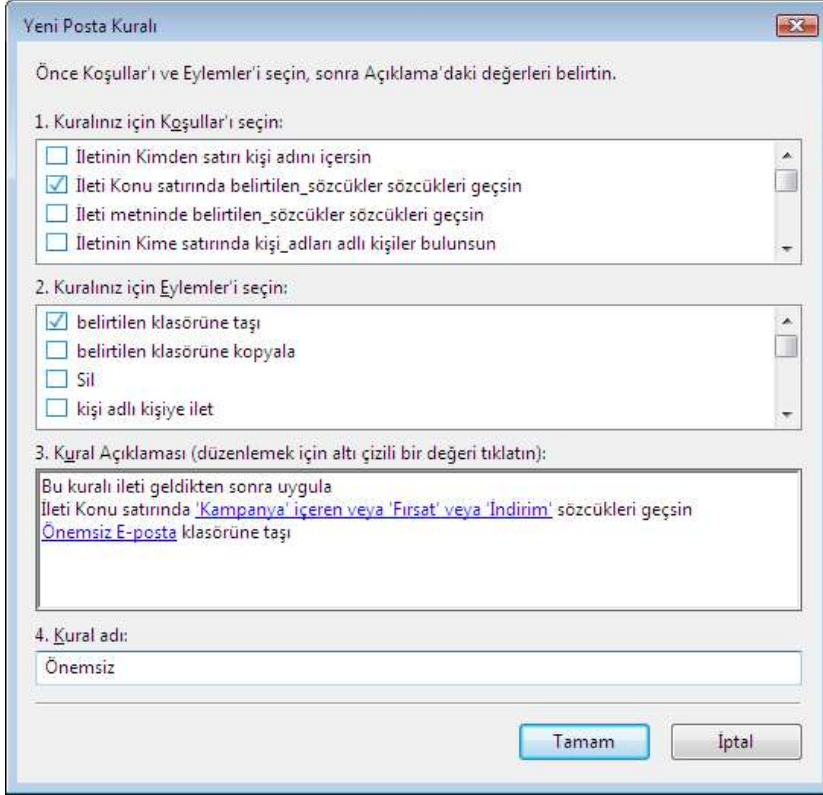 Yeni Posta Kuralı
Önce Koşullar'ı ve Eylemler'i seçin, sonra Açıklama'daki değerleri belirtin.
1. Kuralınız için Koşullar'ı seçin:
İletinin Kimden satırı kişi adını içersin
İleti Konu satırında belirtilen_sözcükler sözcükleri geçsin
İleti metninde belirtilen_sözcükler sözcükleri geçsin
İletinin Kime satırında kişi_adları adlı kişiler bulunsun
2. Kuralınız için Eylemler'i seçin:
belirtilen klasörüne taşı
belirtilen klasörüne kopyala
Sil
kişi adlı kişiye ilet
3. Kural Açıklaması (düzenlemek için altı çizili bir değeri tıklatın):
Bu kuralı ileti geldikten sonra uygula
İleti Konu satırında 'Kampanya' içeren veya 'Fırsat' veya 'İndirim' sözcükleri geçsin
Önemsiz E-posta klasörüne taşı
4. Kural adı:
Önemsiz
Tamam İptal